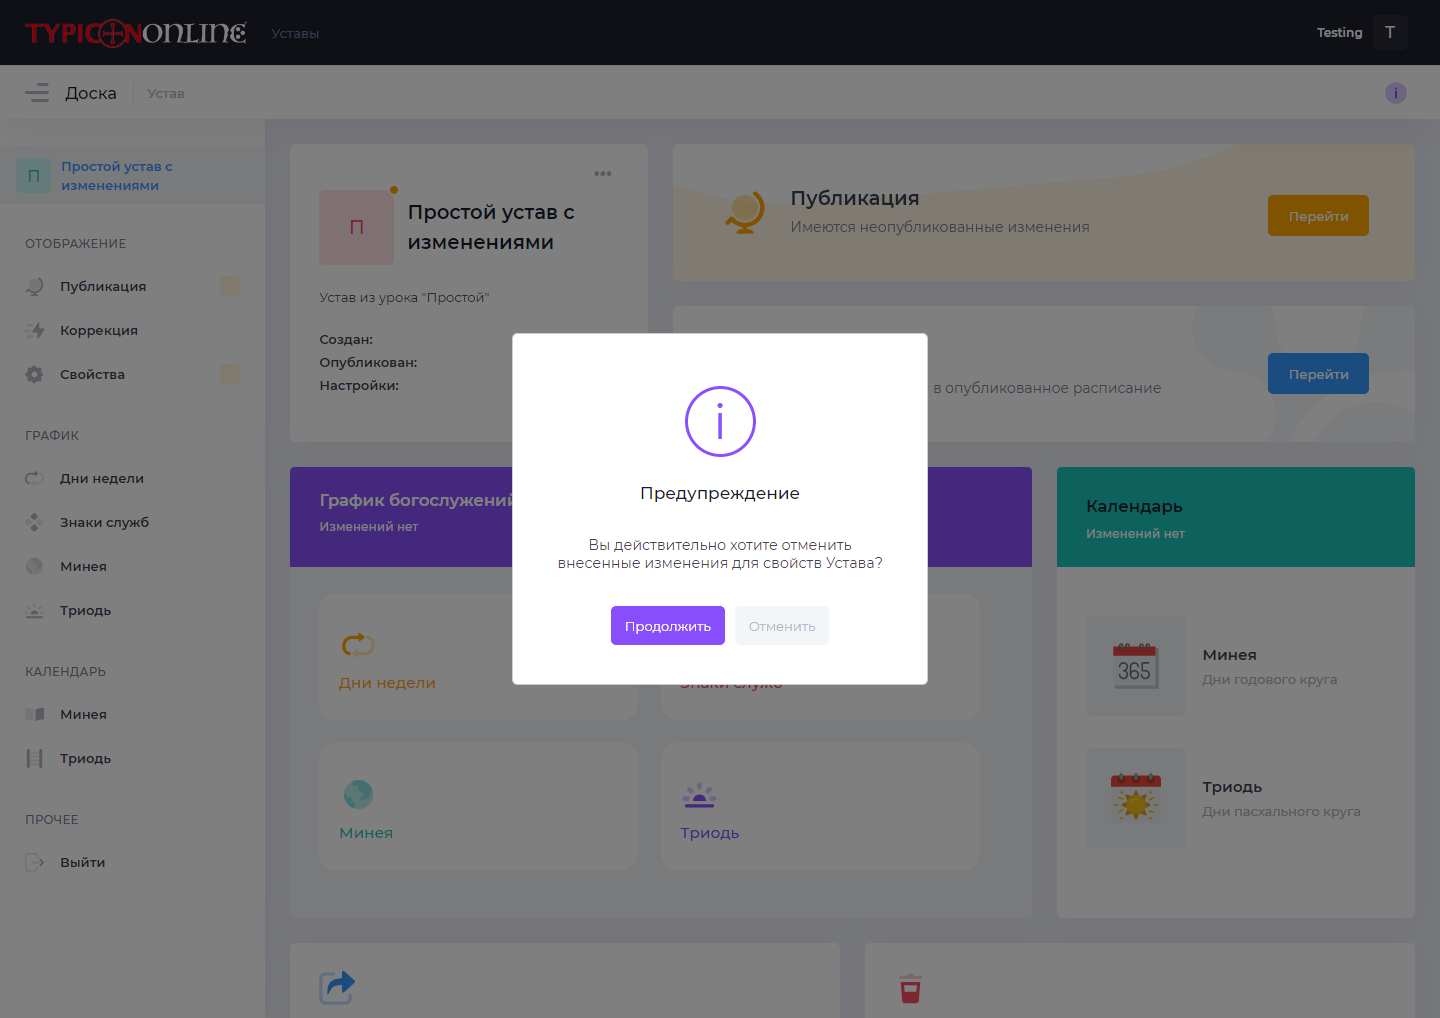 TYPICON ONLINE
Уставы
Testing
T
Доска
Устав
i
П
Простой устав с
изменениями
ОТОБРАЖЕНИЕ
Публикация
Коррекция
Свойства
ГРАФИК
Дни недели
Знаки служб
Минея
Триодь
КАЛЕНДАРЬ
Минея
Триодь
ПРОЧЕЕ
Выйти
П
Простой устав с
изменениями
Устав из урока "Простой"
Создан:
Опубликован:
Настройки:
Публикация
Имеются неопубликованные изменения
Перейти
в опубликованное расписание
Перейти
График богослужений
Изменений нет
Дни недели
Знаки служб
Минея
Триодь
Календарь
Изменений нет
365
Минея
Дни годового круга
Триодь
Дни пасхального круга
i
Предупреждение
Вы действительно хотите отменить
внесенные изменения для свойств Устава?
Продолжить
Отменить